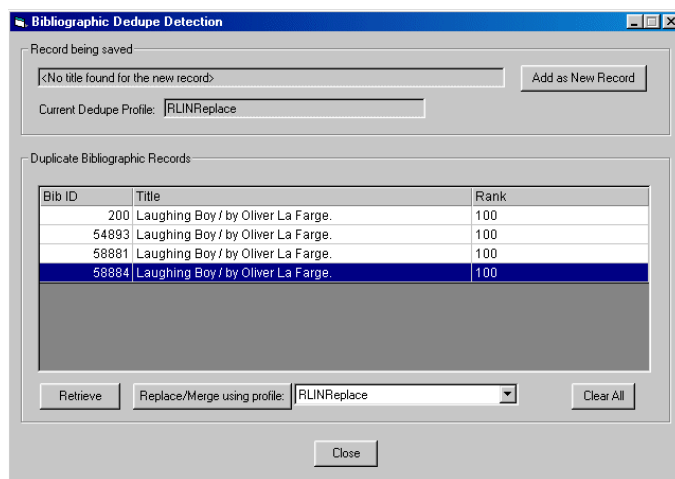 Bibliographic Dedupe Detection
Record being saved
<No title found for the new record>
Add as New Record
Current Dedupe Profile: RLINReplace
Duplicate Bibliographic Records
Bib ID Title Rank
200 Laughing Boy / by Oliver La Farge. 100
54893 Laughing Boy / by Oliver La Farge. 100
58881 Laughing Boy / by Oliver La Farge. 100
58884 Laughing Boy / by Oliver La Farge. 100
Retrieve Replace/Merge using profile: RLINReplace Clear All
Close